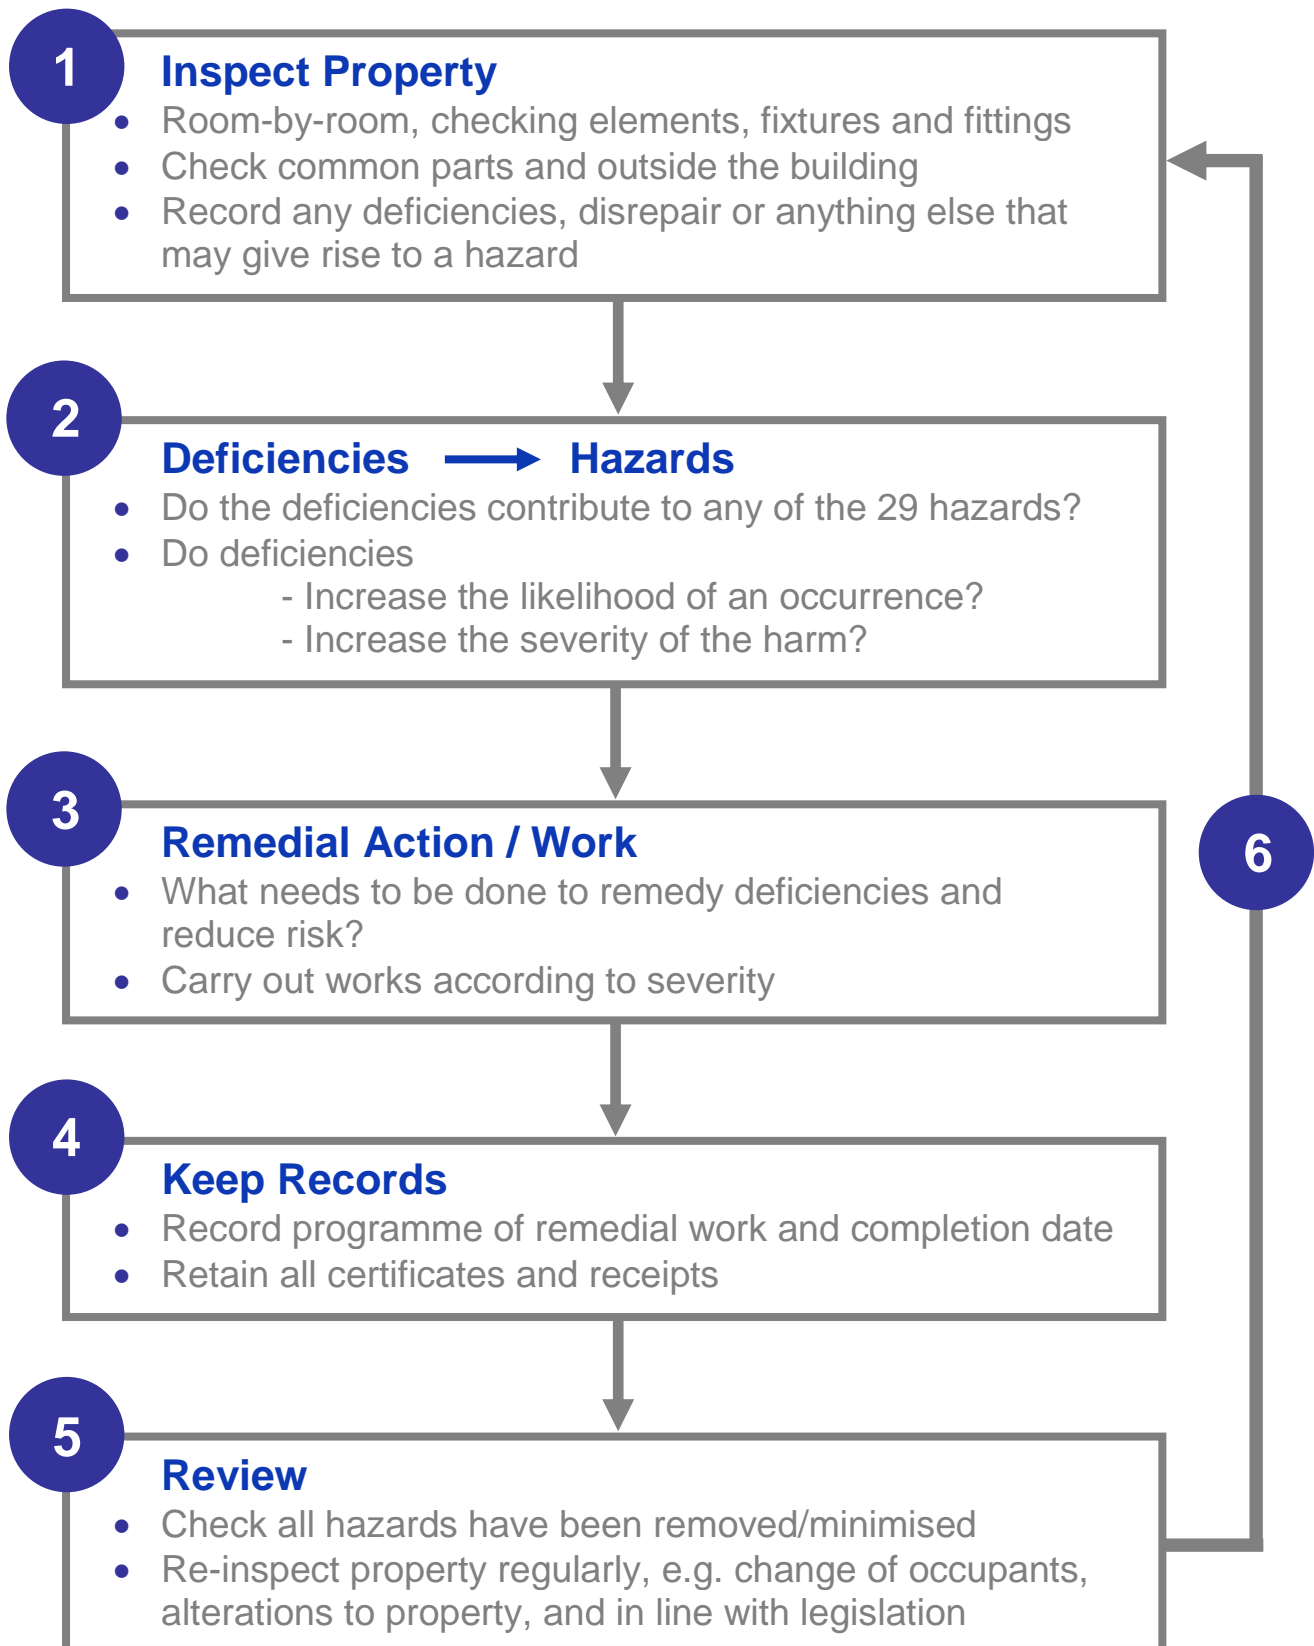 1
Inspect Property
• Room-by-room, checking elements, fixtures and fittings
• Check common parts and outside the building
• Record any deficiencies, disrepair or anything else that
may give rise to a hazard
2
Deficiencies → Hazards
• Do the deficiencies contribute to any of the 29 hazards?
• Do deficiencies
- Increase the likelihood of an occurrence?
- Increase the severity of the harm?
3
Remedial Action / Work
• What needs to be done to remedy deficiencies and
reduce risk?
• Carry out works according to severity
6
4
Keep Records
• Record programme of remedial work and completion date
• Retain all certificates and receipts
5
Review
• Check all hazards have been removed/minimised
• Re-inspect property regularly, e.g. change of occupants,
alterations to property, and in line with legislation